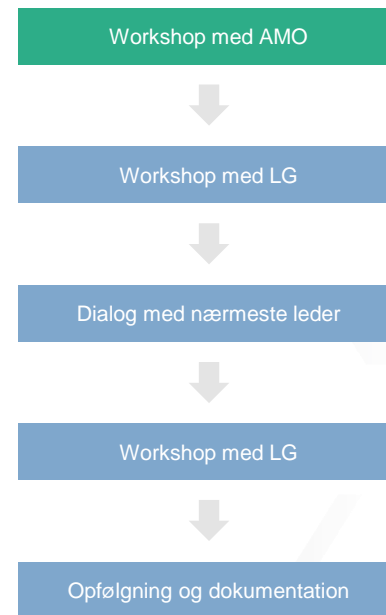 Workshop med AMO
Workshop med LG
Dialog med nærmeste leder
Workshop med LG
Opfølgning og dokumentation